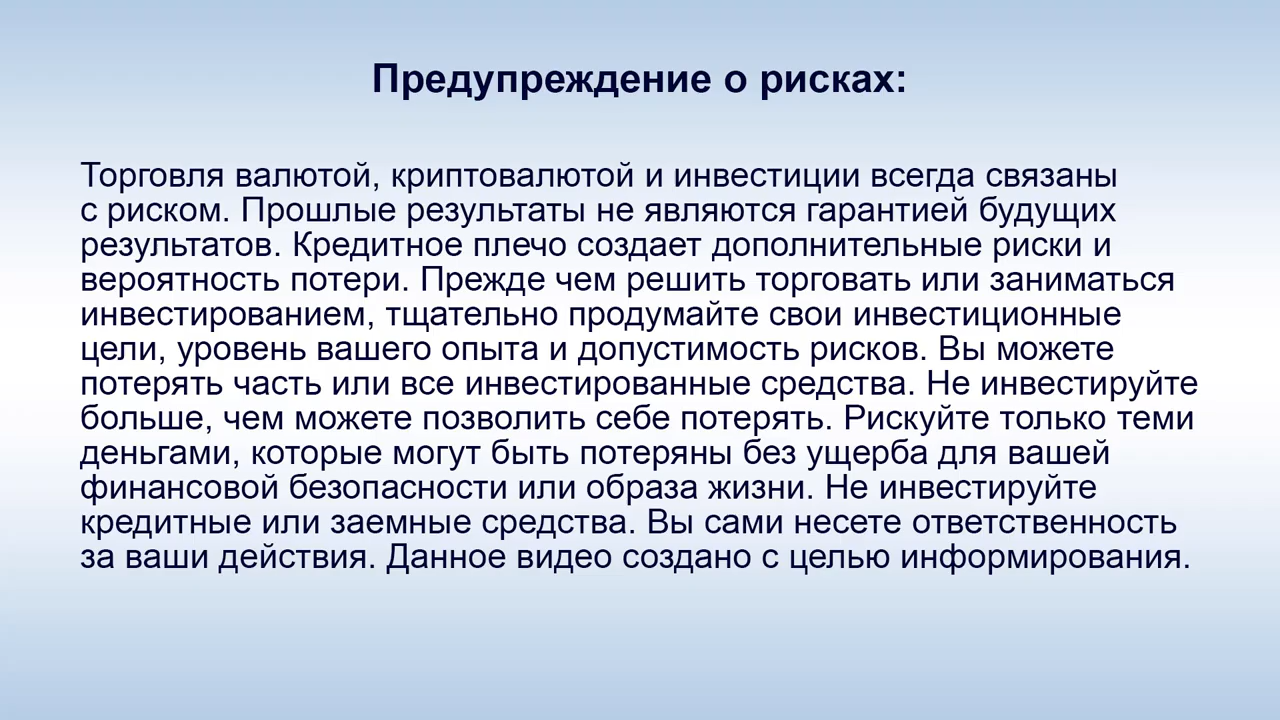 Предупреждение о рисках:
Торговля валютой, криптовалютой и инвестиции всегда связаны
с риском. Прошлые результаты не являются гарантией будущих
результатов. Кредитное плечо создает дополнительные риски и
вероятность потери. Прежде чем решить торговать или заниматься
инвестированием, тщательно продумайте свои инвестиционные
цели, уровень вашего опыта и допустимость рисков. Вы можете
потерять часть или все инвестированные средства. Не инвестируйте
больше, чем можете позволить себе потерять. Рискуйте только теми
деньгами, которые могут быть потеряны без ущерба для вашей
финансовой безопасности или образа жизни. Не инвестируйте
кредитные или заемные средства. Вы сами несете ответственность
за ваши действия. Данное видео создано с целью информирования.